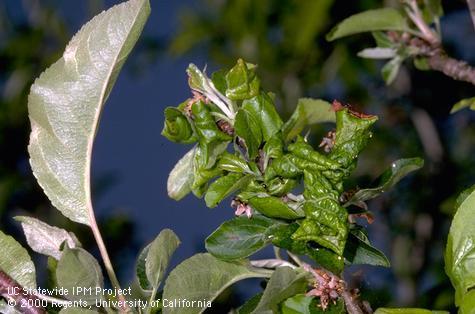 UC Statewide IPM Project
© 2000 Regents, University of California